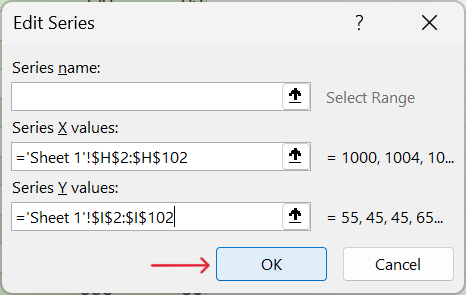 Edit Series
?
Series name:
Select Range
Series X values:
='Sheet 1'!$H$2:$H$102
= 1000, 1004, 10...
Series Y values:
='Sheet 1'!$I$2:$I$102
= 55, 45, 45, 65...
OK
Cancel